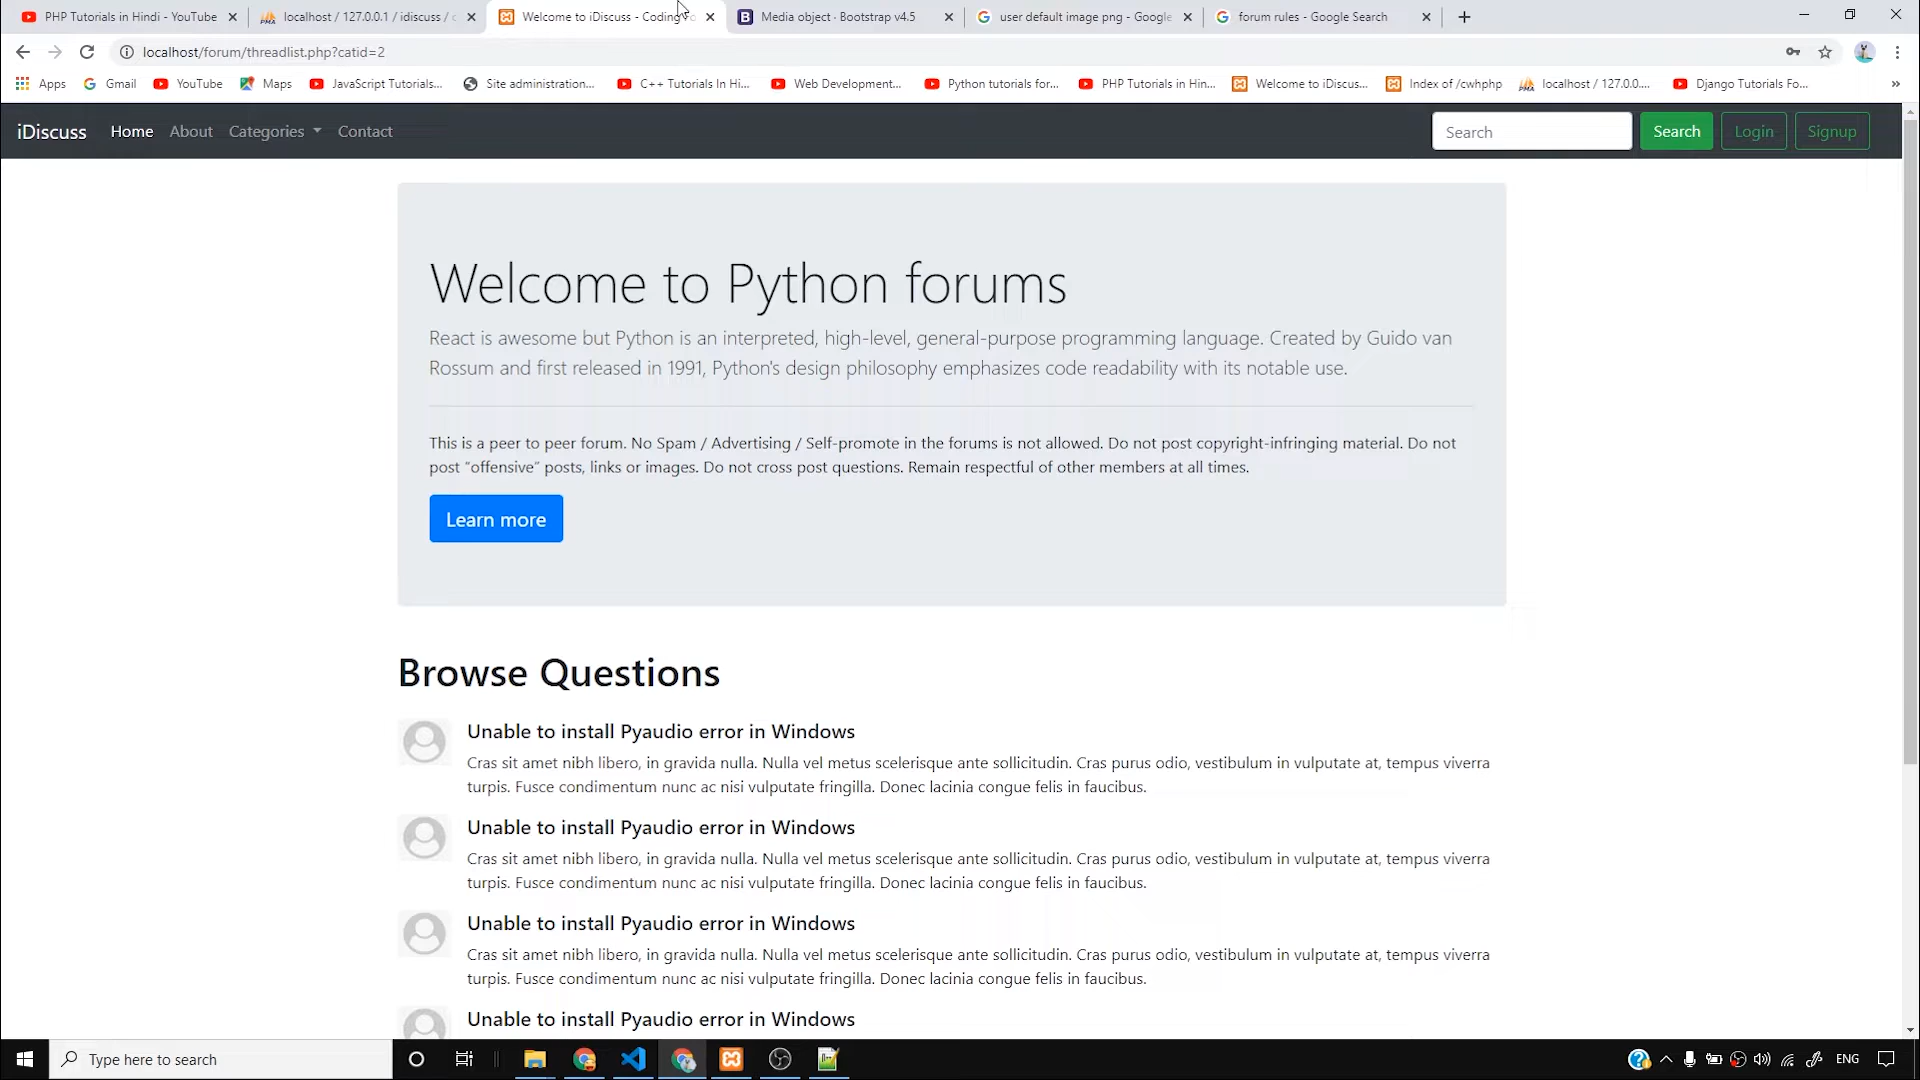 PHP Tutorials in Hindi - YouTube
localhost / 127.0.0.1 / idiscuss /
Welcome to iDiscuss - Coding
Media object · Bootstrap v4.5
user default image png - Google
forum rules - Google Search
localhost/forum/threadlist.php?catid=2
Apps
Gmail
YouTube
Maps
JavaScript Tutorials...
Site administration...
C++ Tutorials In Hi...
Web Development...
Python tutorials for...
PHP Tutorials in Hin...
Welcome to iDiscus...
Index of /cwhphp
localhost / 127.0.0....
Django Tutorials Fo...
»
iDiscuss
Home
About
Categories
Contact
Search
Search
Login
Signup
Welcome to Python forums
React is awesome but Python is an interpreted, high-level, general-purpose programming language. Created by Guido van
Rossum and first released in 1991, Python's design philosophy emphasizes code readability with its notable use.
This is a peer to peer forum. No Spam / Advertising / Self-promote in the forums is not allowed. Do not post copyright-infringing material. Do not
post “offensive” posts, links or images. Do not cross post questions. Remain respectful of other members at all times.
Learn more
Browse Questions
Unable to install Pyaudio error in Windows
Cras sit amet nibh libero, in gravida nulla. Nulla vel metus scelerisque ante sollicitudin. Cras purus odio, vestibulum in vulputate at, tempus viverra
turpis. Fusce condimentum nunc ac nisi vulputate fringilla. Donec lacinia congue felis in faucibus.
Unable to install Pyaudio error in Windows
Cras sit amet nibh libero, in gravida nulla. Nulla vel metus scelerisque ante sollicitudin. Cras purus odio, vestibulum in vulputate at, tempus viverra
turpis. Fusce condimentum nunc ac nisi vulputate fringilla. Donec lacinia congue felis in faucibus.
Unable to install Pyaudio error in Windows
Cras sit amet nibh libero, in gravida nulla. Nulla vel metus scelerisque ante sollicitudin. Cras purus odio, vestibulum in vulputate at, tempus viverra
turpis. Fusce condimentum nunc ac nisi vulputate fringilla. Donec lacinia congue felis in faucibus.
Unable to install Pyaudio error in Windows
Type here to search
ENG